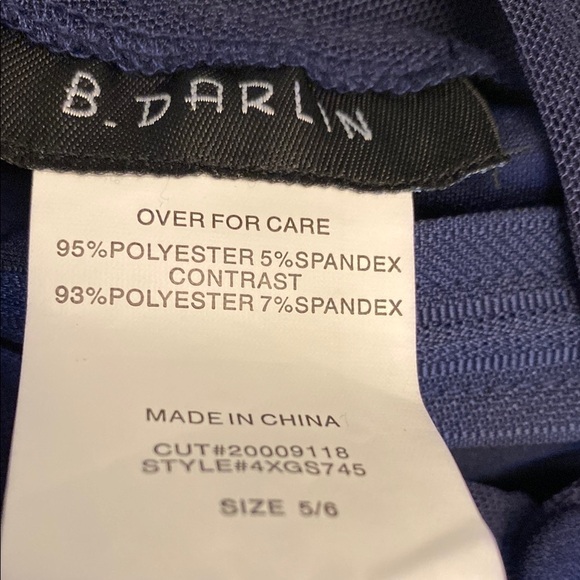 B. DARLIN
OVER FOR CARE
95%POLYESTER 5%SPANDEX
CONTRAST
93%POLYESTER 7%SPANDEX
MADE IN CHINA
CUT#20009118
STYLE#4XGS745
SIZE 5/6